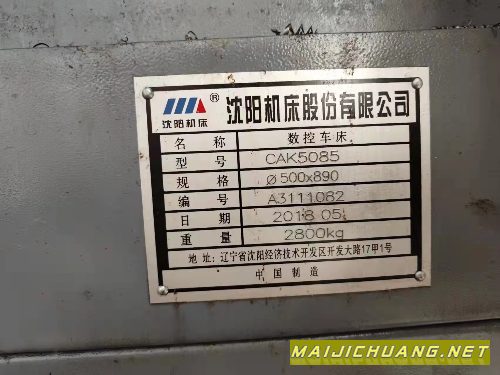 沈阳机床 ® 沈阳机床股份有限公司
名 称 数控车床
型 号 CAK5085
规 格 Ø500x890
编 号 A3111082
日 期 2018.05
重 量 2800kg
地 址: 辽宁省沈阳经济技术开发区开发大路17甲1号
中 国 制 造
MAIJICHUANG.NET